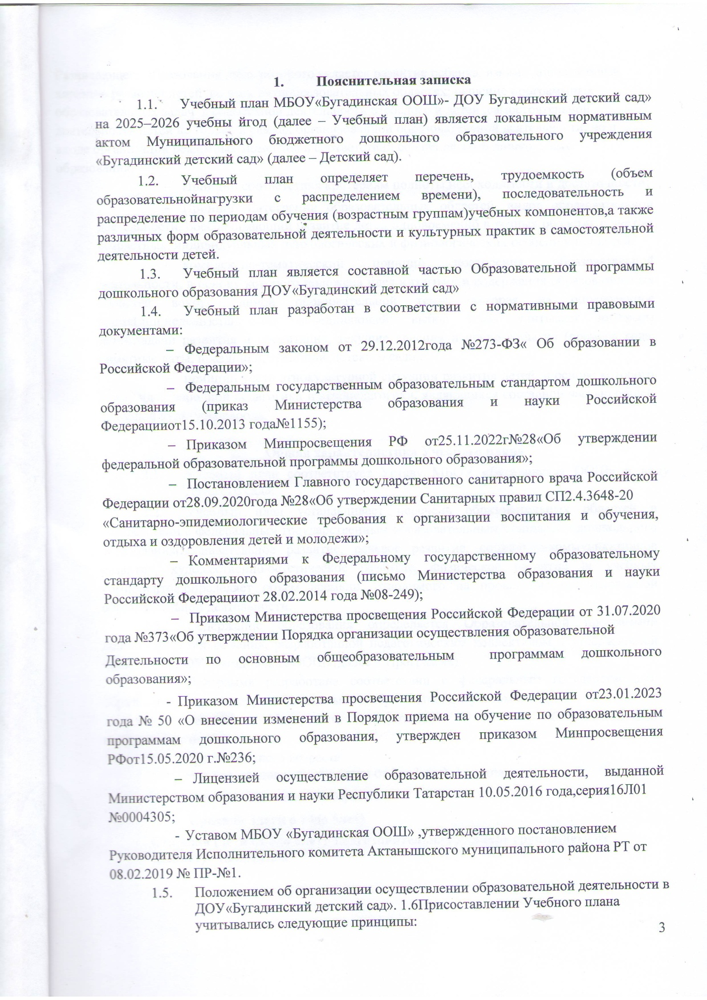 1. Пояснительная записка
1.1. Учебный план МБОУ«Бугадинская ООШ»- ДОУ Бугадинский детский сад»
на 2025–2026 учебны йгод (далее – Учебный план) является локальным нормативным
актом Муниципального бюджетного дошкольного образовательного учреждения
«Бугадинский детский сад» (далее – Детский сад).
1.2. Учебный план определяет перечень, трудоемкость (объем
образовательнойнагрузки с распределением времени), последовательность и
распределение по периодам обучения (возрастным группам)учебных компонентов,а также
различных форм образовательной деятельности и культурных практик в самостоятельной
деятельности детей.
1.3. Учебный план является составной частью Образовательной программы
дошкольного образования ДОУ«Бугадинский детский сад»
1.4. Учебный план разработан в соответствии с нормативными правовыми
документами:
– Федеральным законом от 29.12.2012года №273-ФЗ« Об образовании в
Российской Федерации»;
– Федеральным государственным образовательным стандартом дошкольного
образования (приказ Министерства образования и науки Российской
Федерацииот15.10.2013 года№1155);
– Приказом Минпросвещения РФ от25.11.2022г№28«Об утверждении
федеральной образовательной программы дошкольного образования»;
– Постановлением Главного государственного санитарного врача Российской
Федерации от28.09.2020года №28«Об утверждении Санитарных правил СП2.4.3648-20
«Санитарно-эпидемиологические требования к организации воспитания и обучения,
отдыха и оздоровления детей и молодежи»;
– Комментариями к Федеральному государственному образовательному
стандарту дошкольного образования (письмо Министерства образования и науки
Российской Федерацииот 28.02.2014 года №08-249);
– Приказом Министерства просвещения Российской Федерации от 31.07.2020
года №373«Об утверждении Порядка организации осуществления образовательной
Деятельности по основным общеобразовательным программам дошкольного
образования»;
- Приказом Министерства просвещения Российской Федерации от23.01.2023
года № 50 «О внесении изменений в Порядок приема на обучение по образовательным
программам дошкольного образования, утвержден приказом Минпросвещения
РФот15.05.2020 г.№236;
– Лицензией осуществление образовательной деятельности, выданной
Министерством образования и науки Республики Татарстан 10.05.2016 года,серия16Л01
№0004305;
- Уставом МБОУ «Бугадинская ООШ» ,утвержденного постановлением
Руководителя Исполнительного комитета Актанышского муниципального района РТ от
08.02.2019 № ПР-№1.
1.5. Положением об организации осуществлении образовательной деятельности в
ДОУ«Бугадинский детский сад». 1.6Присоставлении Учебного плана
учитывались следующие принципы:
3